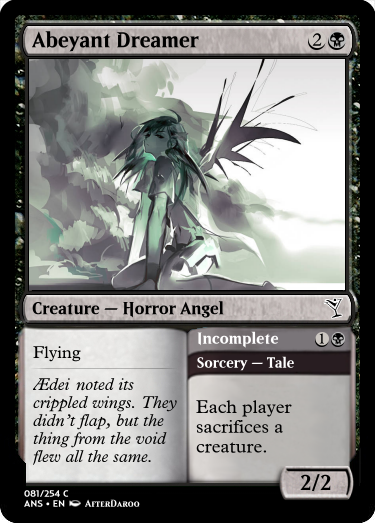 Abeyant Dreamer 2
Creature — Horror Angel
Flying
Ædei noted its
crippled wings. They
didn't flap, but the
thing from the void
flew all the same.
Incomplete 1
Sorcery — Tale
Each player
sacrifices a
creature.
2/2
081/254 C
ANS • EN AfterDaroo